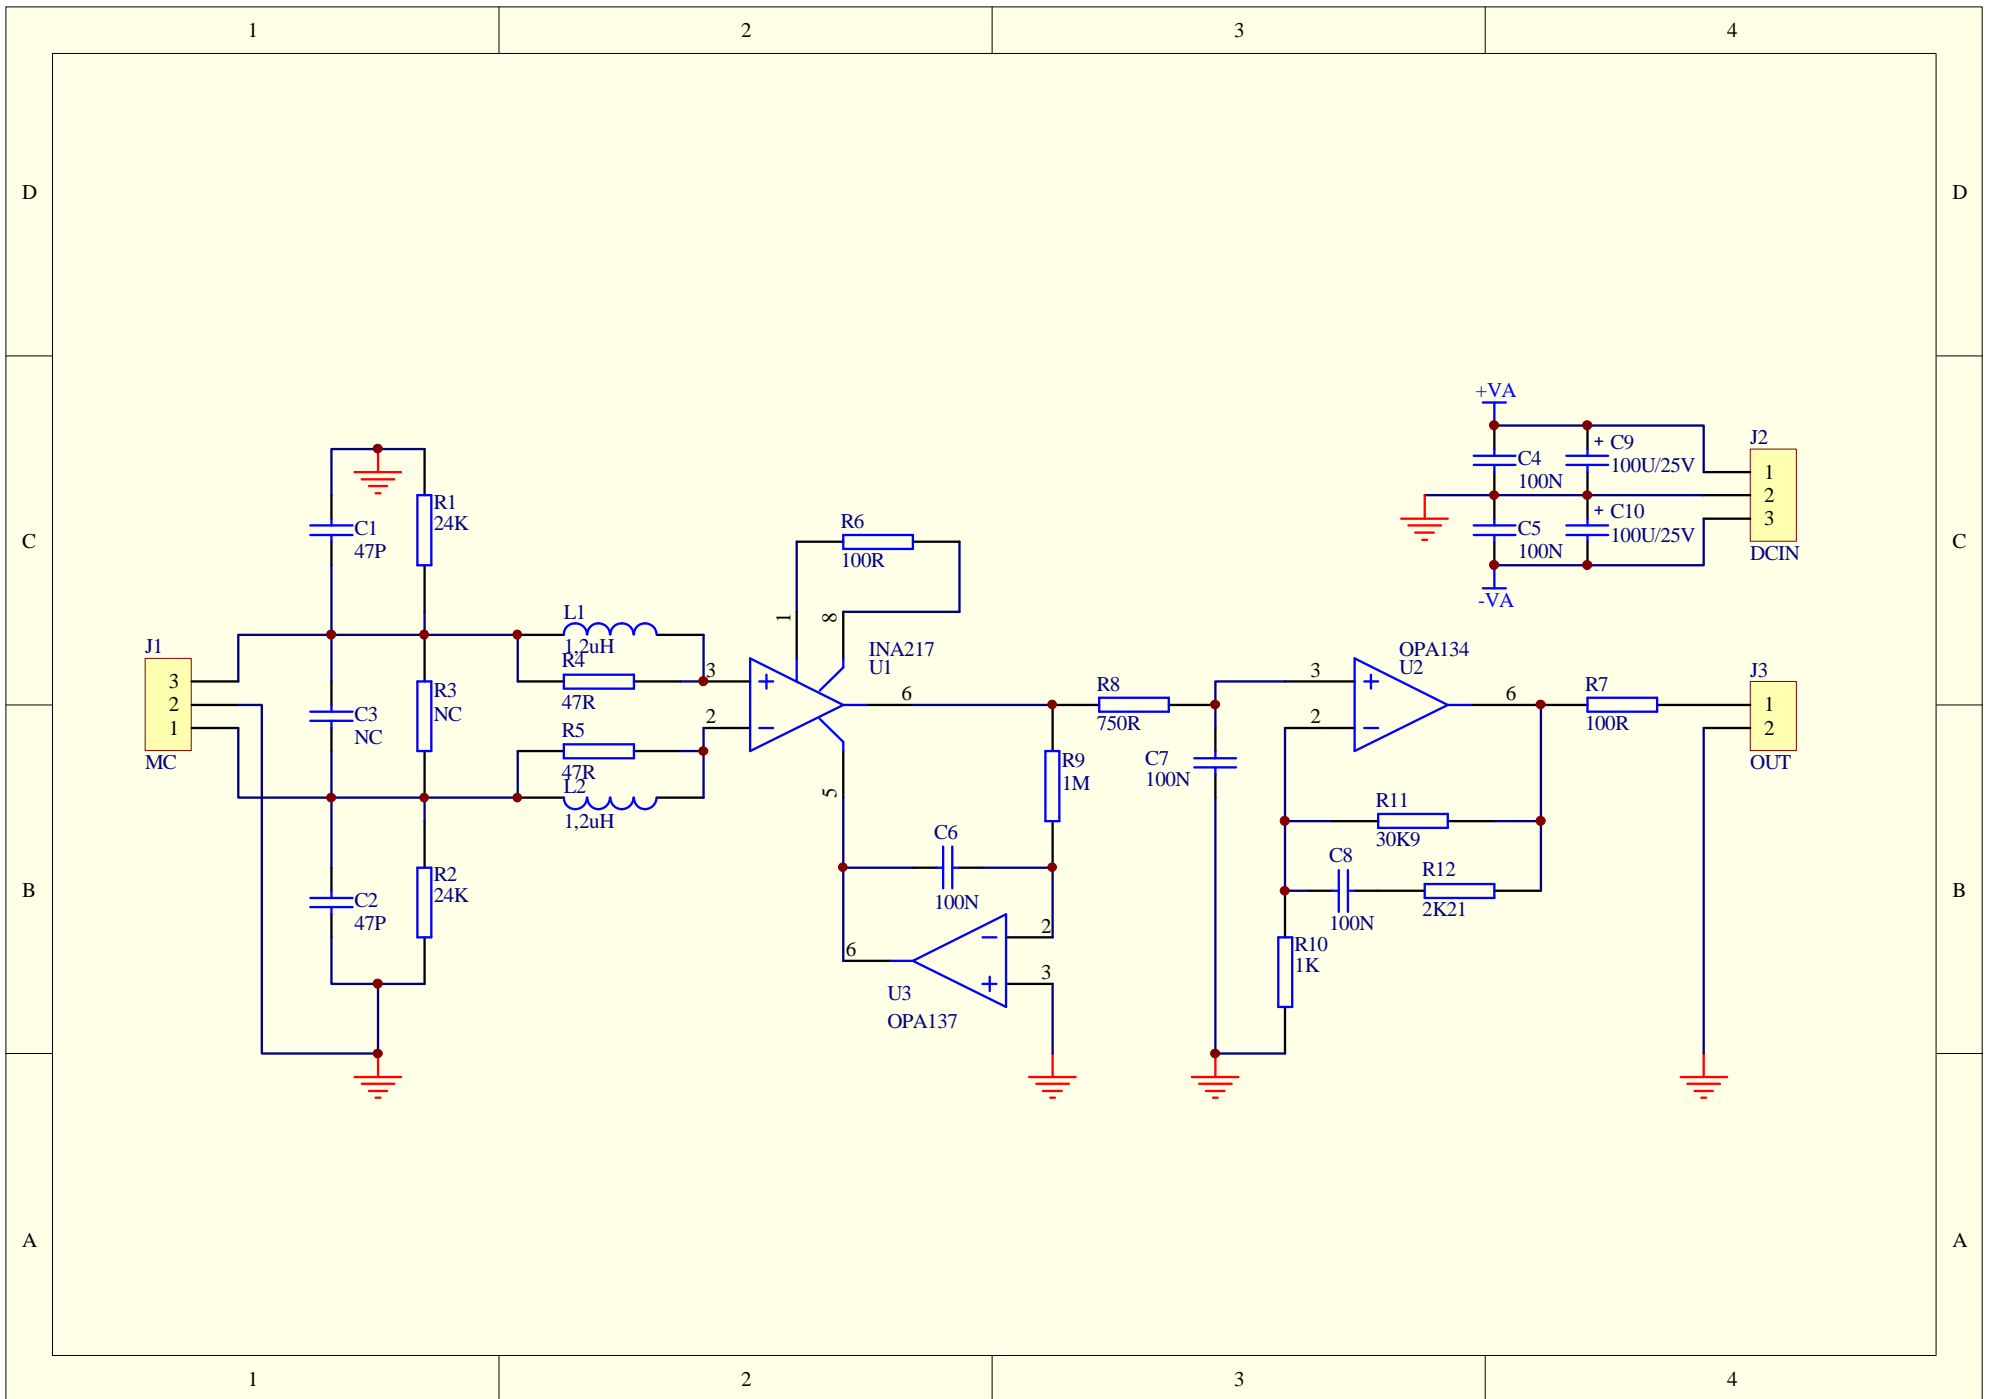 1 2 3 4
D D
+VA
J2
+ C9
100U/25V
C4
100N
1
2
3
+ C10
100U/25V
C5
100N
DCIN
-VA
C C
R1
24K
C1
47P
R6
100R
1
8
L1
1,2uH
R4
47R
J1
3
2
1
MC
R3
NC
C3
NC
R5
47R
L2
1,2uH
3
2
INA217
U1
6
5
R8
750R
R9
1M
C7
100N
OPA134
U2
3
2
6
R7
100R
J3
1
2
OUT
C6
100N
R11
30K9
C8
100N
R12
2K21
B B
R2
24K
C2
47P
2
6
3
U3
OPA137
R10
1K
A A
1 2 3 4